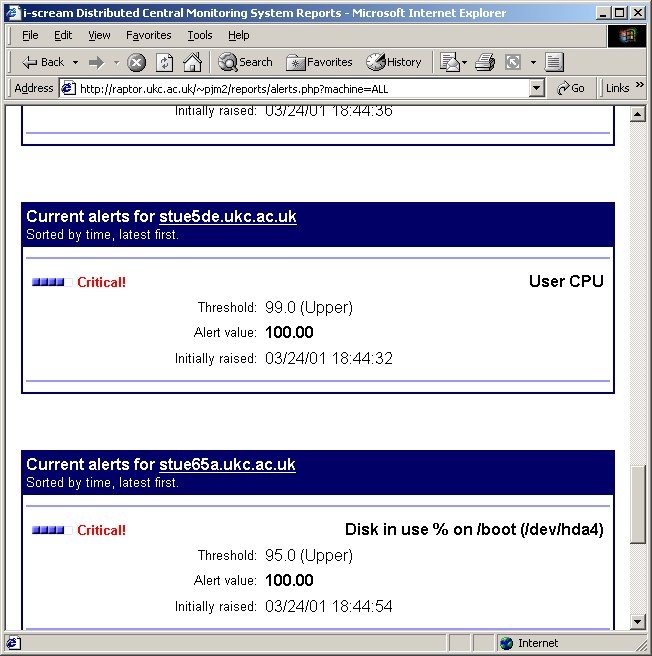 i-scream Distributed Central Monitoring System Reports - Microsoft Internet Explorer
File Edit View Favorites Tools Help
Back Search Favorites History
Address http://raptor.ukc.ac.uk/~pjm2/reports/alerts.php?machine=ALL Go Links »
Initially raised: 03/24/01 18:44:36
Current alerts for stue5de.ukc.ac.uk
Sorted by time, latest first.
Critical! User CPU
Threshold: 99.0 (Upper)
Alert value: 100.00
Initially raised: 03/24/01 18:44:32
Current alerts for stue65a.ukc.ac.uk
Sorted by time, latest first.
Critical! Disk in use % on /boot (/dev/hda4)
Threshold: 95.0 (Upper)
Alert value: 100.00
Initially raised: 03/24/01 18:44:54
Internet